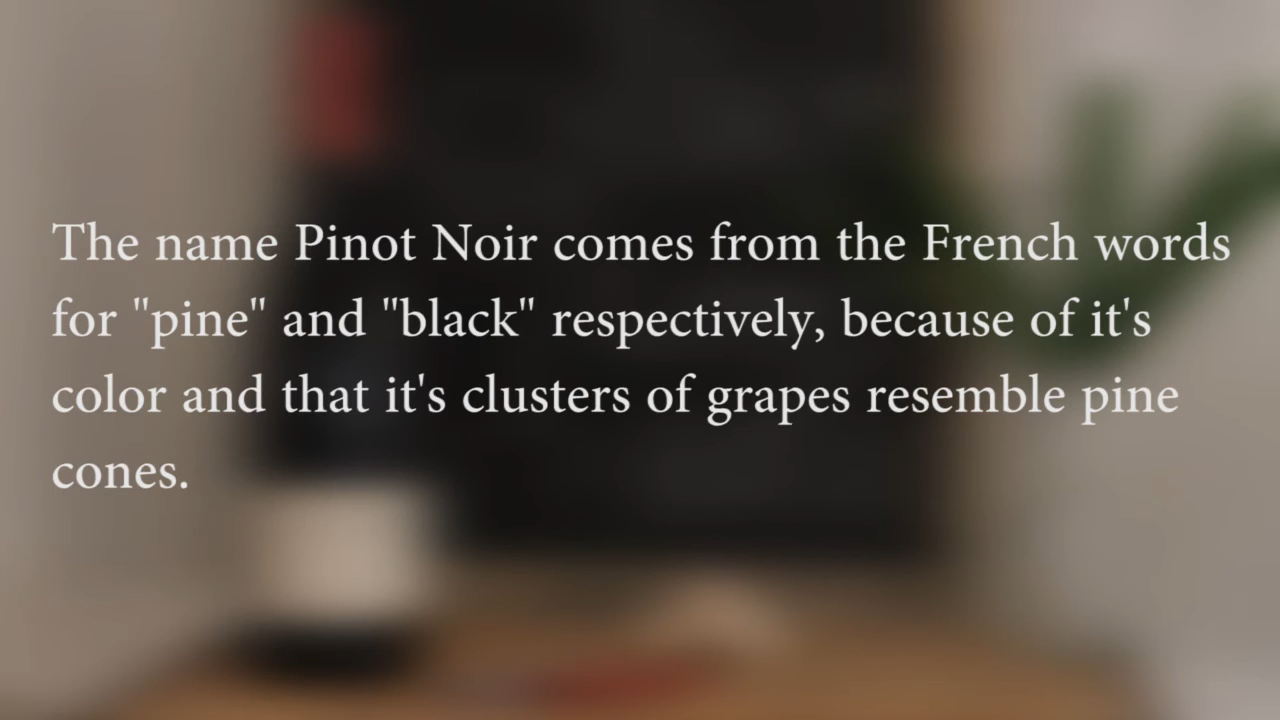 The name Pinot Noir comes from the French words
for "pine" and "black" respectively, because of it's
color and that it's clusters of grapes resemble pine
cones.